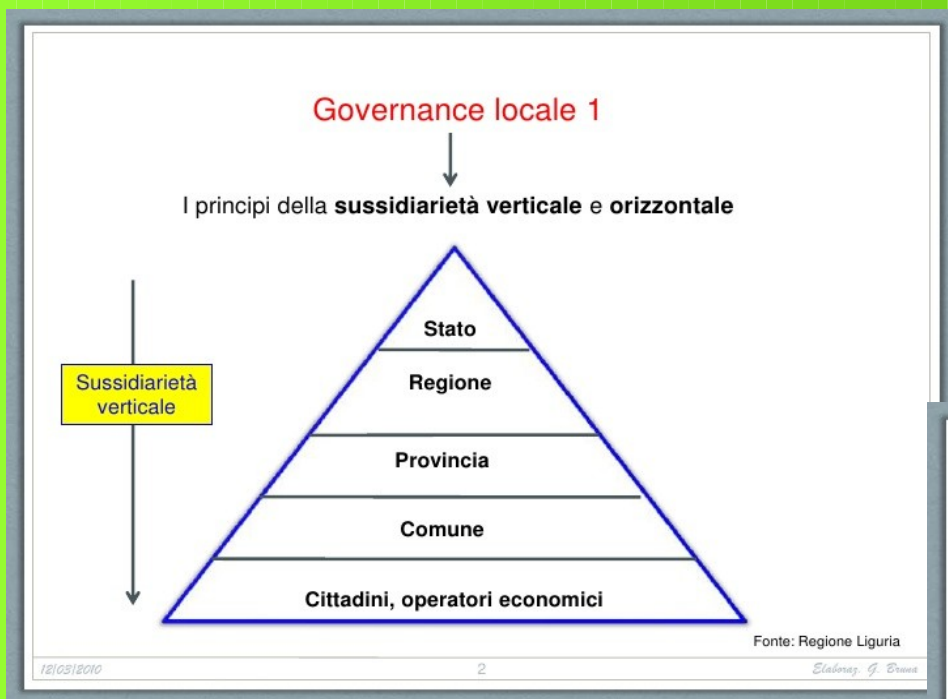 Governance locale 1
I principi della sussidiarietà verticale e orizzontale
Stato
Regione
Sussidiarietà
verticale
Provincia
Comune
Cittadini, operatori economici
Fonte: Regione Liguria
12/03/2010
2
Elaboraz. G. Bruna